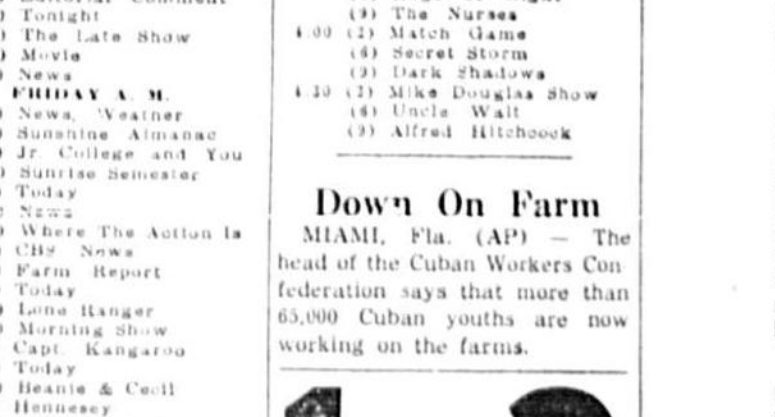 Editorial Comment
) Tonight
) The Late Show
) Movie
) News
FRIDAY A. M.
) News, Weather
) Sunshine Almanac
) Jr. College and You
) Sunrise Semester
) Today
News
) Where The Action Is
) CBS News
) Farm Report
) Today
) Lone Ranger
) Morning Show
Capt. Kangaroo
) Today
) Beanie & Cecil
Hennesey
(9) The Nurses
4.00 (2) Match Game
(6) Secret Storm
(9) Dark Shadows
4.30 (2) Mike Douglas Show
(6) Uncle Walt
(9) Alfred Hitchcock
Down On Farm
MIAMI, Fla. (AP) — The
head of the Cuban Workers Con
federation says that more than
65,000 Cuban youths are now
working on the farms.